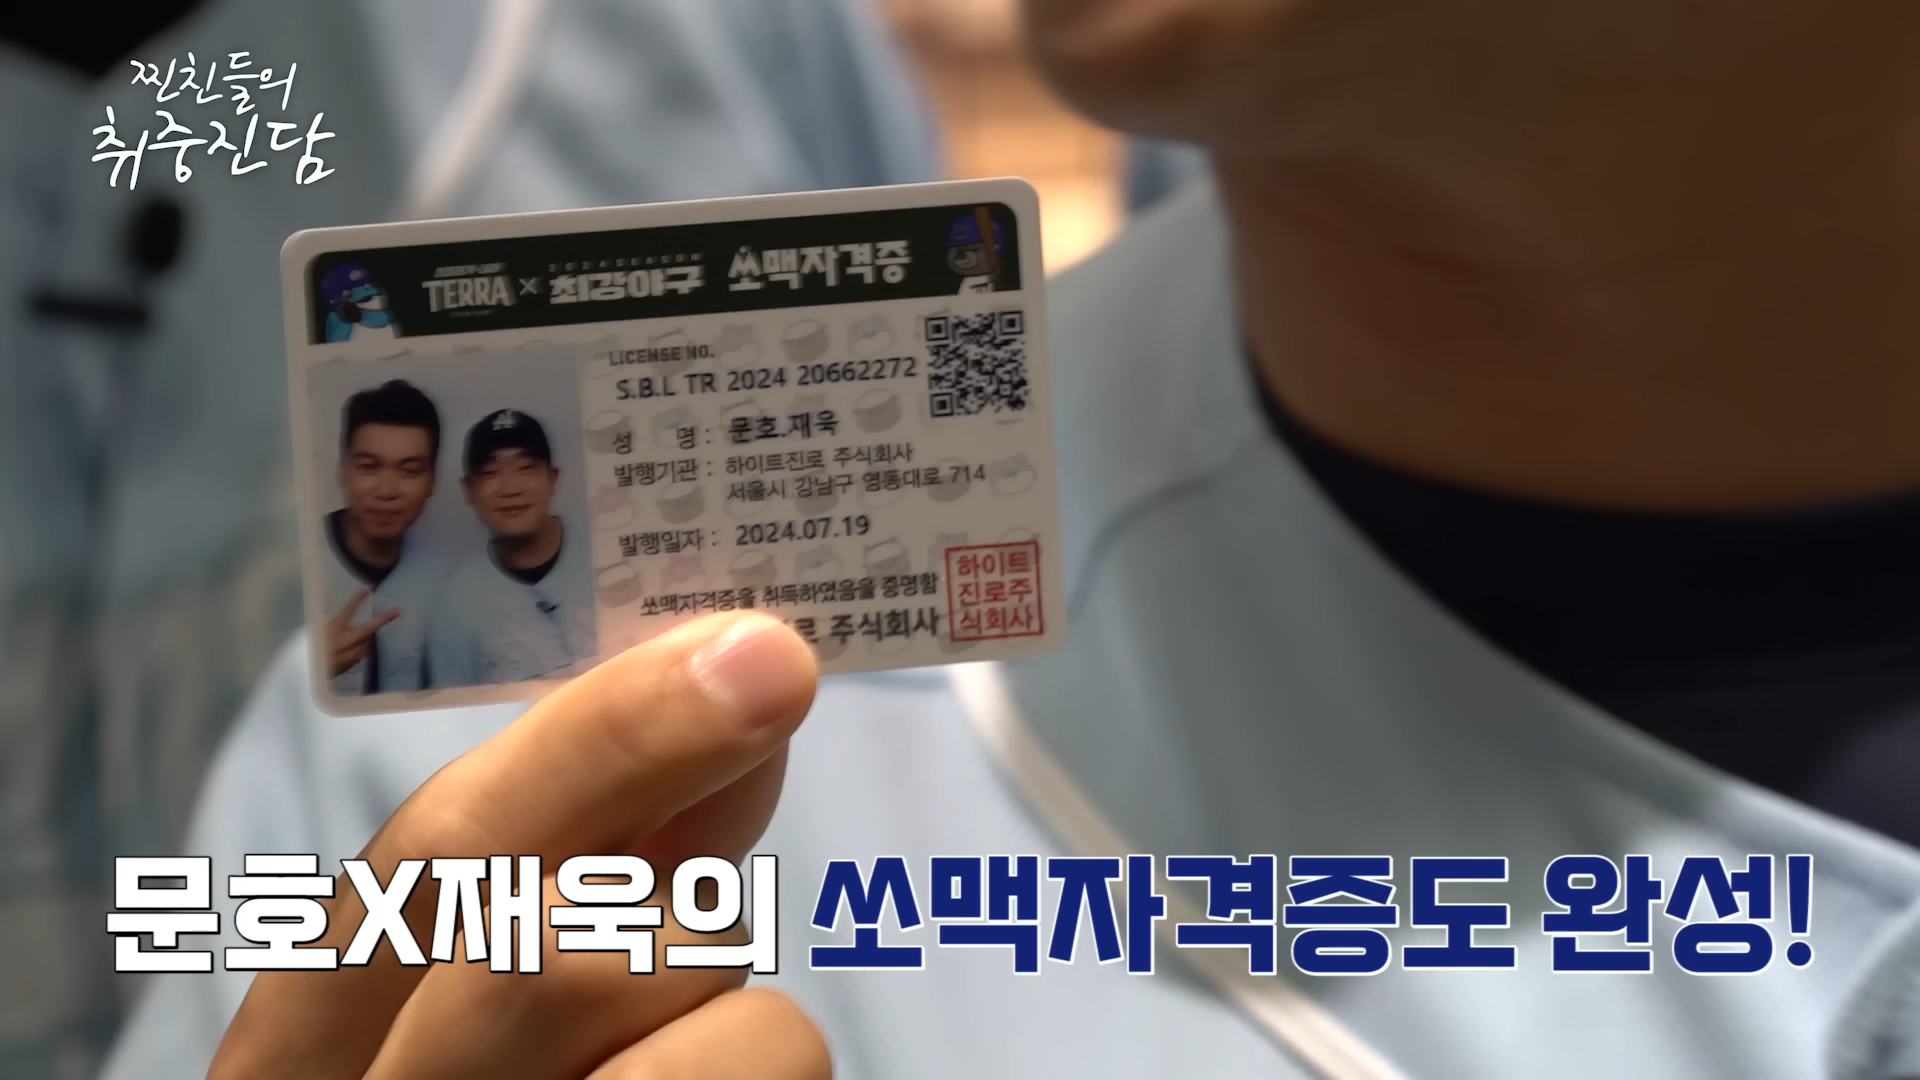 찐친들의
취중진담
TERRA × 최강야구 쏘맥자격증
2024 SEASON
LICENSE NO.
S.B.L TR 2024 20662272
성 명 : 문호.재욱
발행기관 : 하이트진로 주식회사
서울시 강남구 영동대로 714
발행일자 : 2024.07.19
쏘맥자격증을 취득하였음을 증명함
로 주식회사
하이트
진로주
식회사
문호X재욱의 쏘맥자격증도 완성!